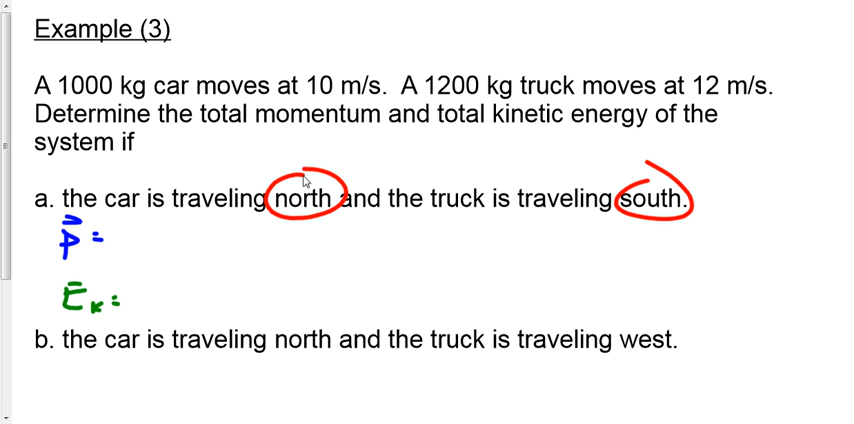 Example (3)
A 1000 kg car moves at 10 m/s.  A 1200 kg truck moves at 12 m/s.
Determine the total momentum and total kinetic energy of the
system if
a. the car is traveling north and the truck is traveling south.
p⃗ =
Eₖ =
b. the car is traveling north and the truck is traveling west.